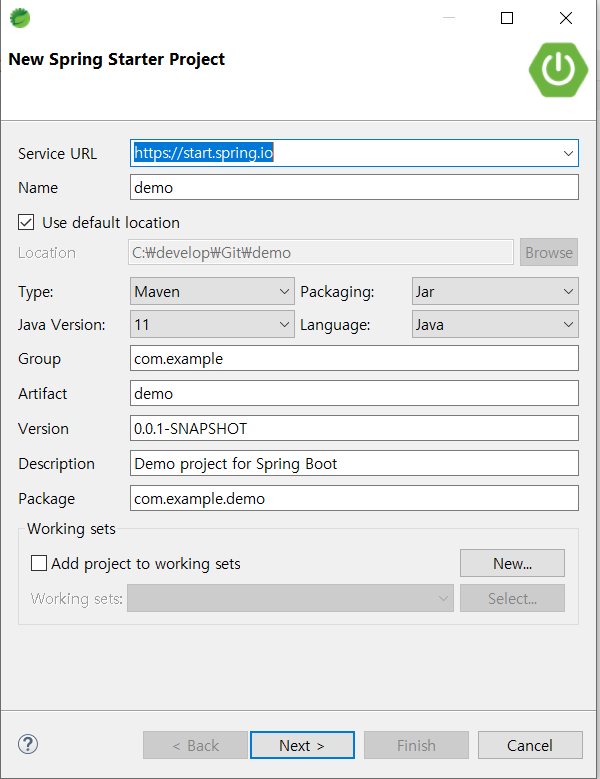 New Spring Starter Project
Service URL https://start.spring.io
Name demo
Use default location
Location C:₩develop₩Git₩demo Browse
Type: Maven Packaging: Jar
Java Version: 11 Language: Java
Group com.example
Artifact demo
Version 0.0.1-SNAPSHOT
Description Demo project for Spring Boot
Package com.example.demo
Working sets
Add project to working sets New...
Working sets: Select...
? < Back Next > Finish Cancel